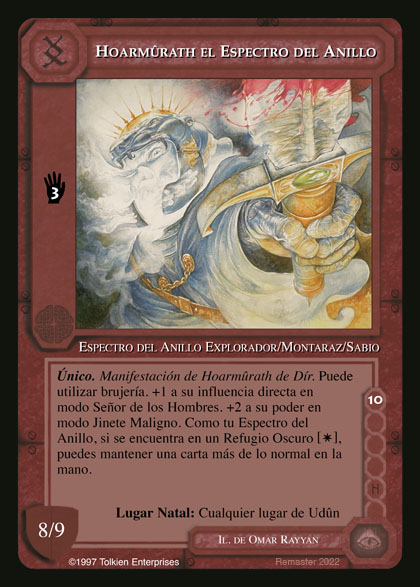 HOARMÛRATH EL ESPECTRO DEL ANILLO
3
ESPECTRO DEL ANILLO EXPLORADOR/MONTARAZ/SABIO
Único. Manifestación de Hoarmûrath de Dír. Puede
utilizar brujería. +1 a su influencia directa en
modo Señor de los Hombres. +2 a su poder en
modo Jinete Maligno. Como tu Espectro del
Anillo, si se encuentra en un Refugio Oscuro [✷],
puedes mantener una carta más de lo normal en la
mano.
10
H
Lugar Natal: Cualquier lugar de Udûn
8/9
IL. DE OMAR RAYYAN
©1997 Tolkien Enterprises
Remaster 2022